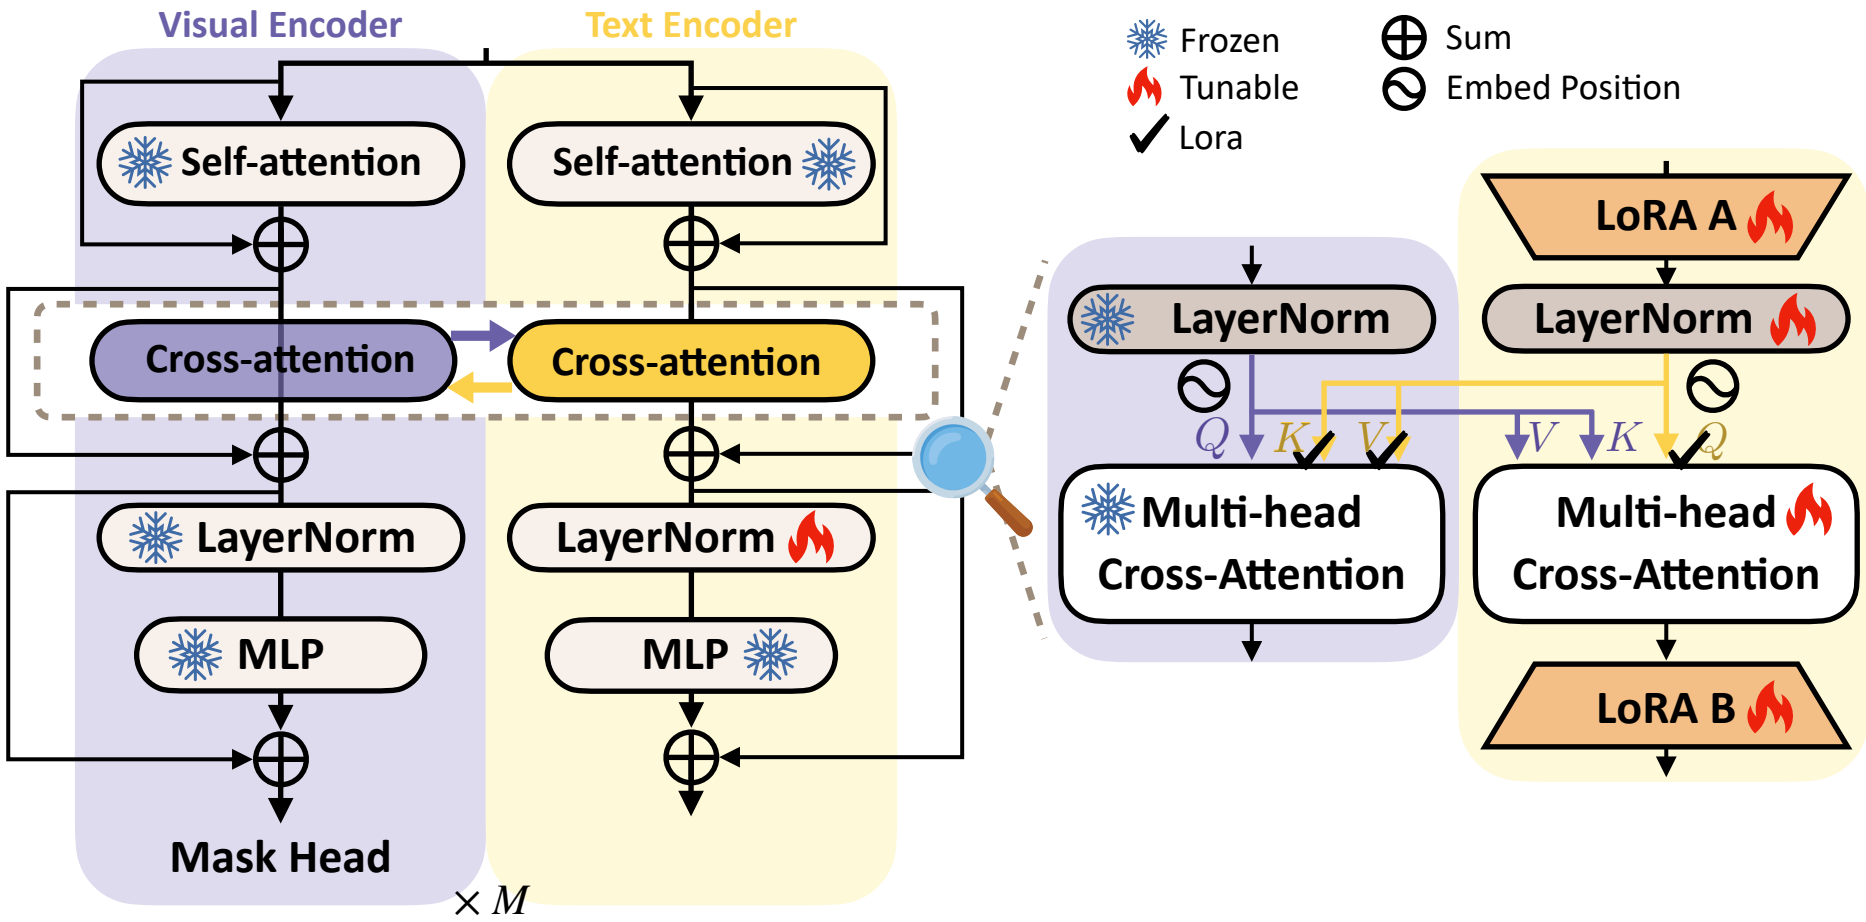 Visual Encoder
Text Encoder
Self-attention
Self-attention
Cross-attention
Cross-attention
LayerNorm
LayerNorm
MLP
MLP
Mask Head
× M
Frozen
Tunable
Lora
Sum
Embed Position
LoRA A
LayerNorm
LayerNorm
Q K V V K Q
Multi-head
Cross-Attention
Multi-head
Cross-Attention
LoRA B